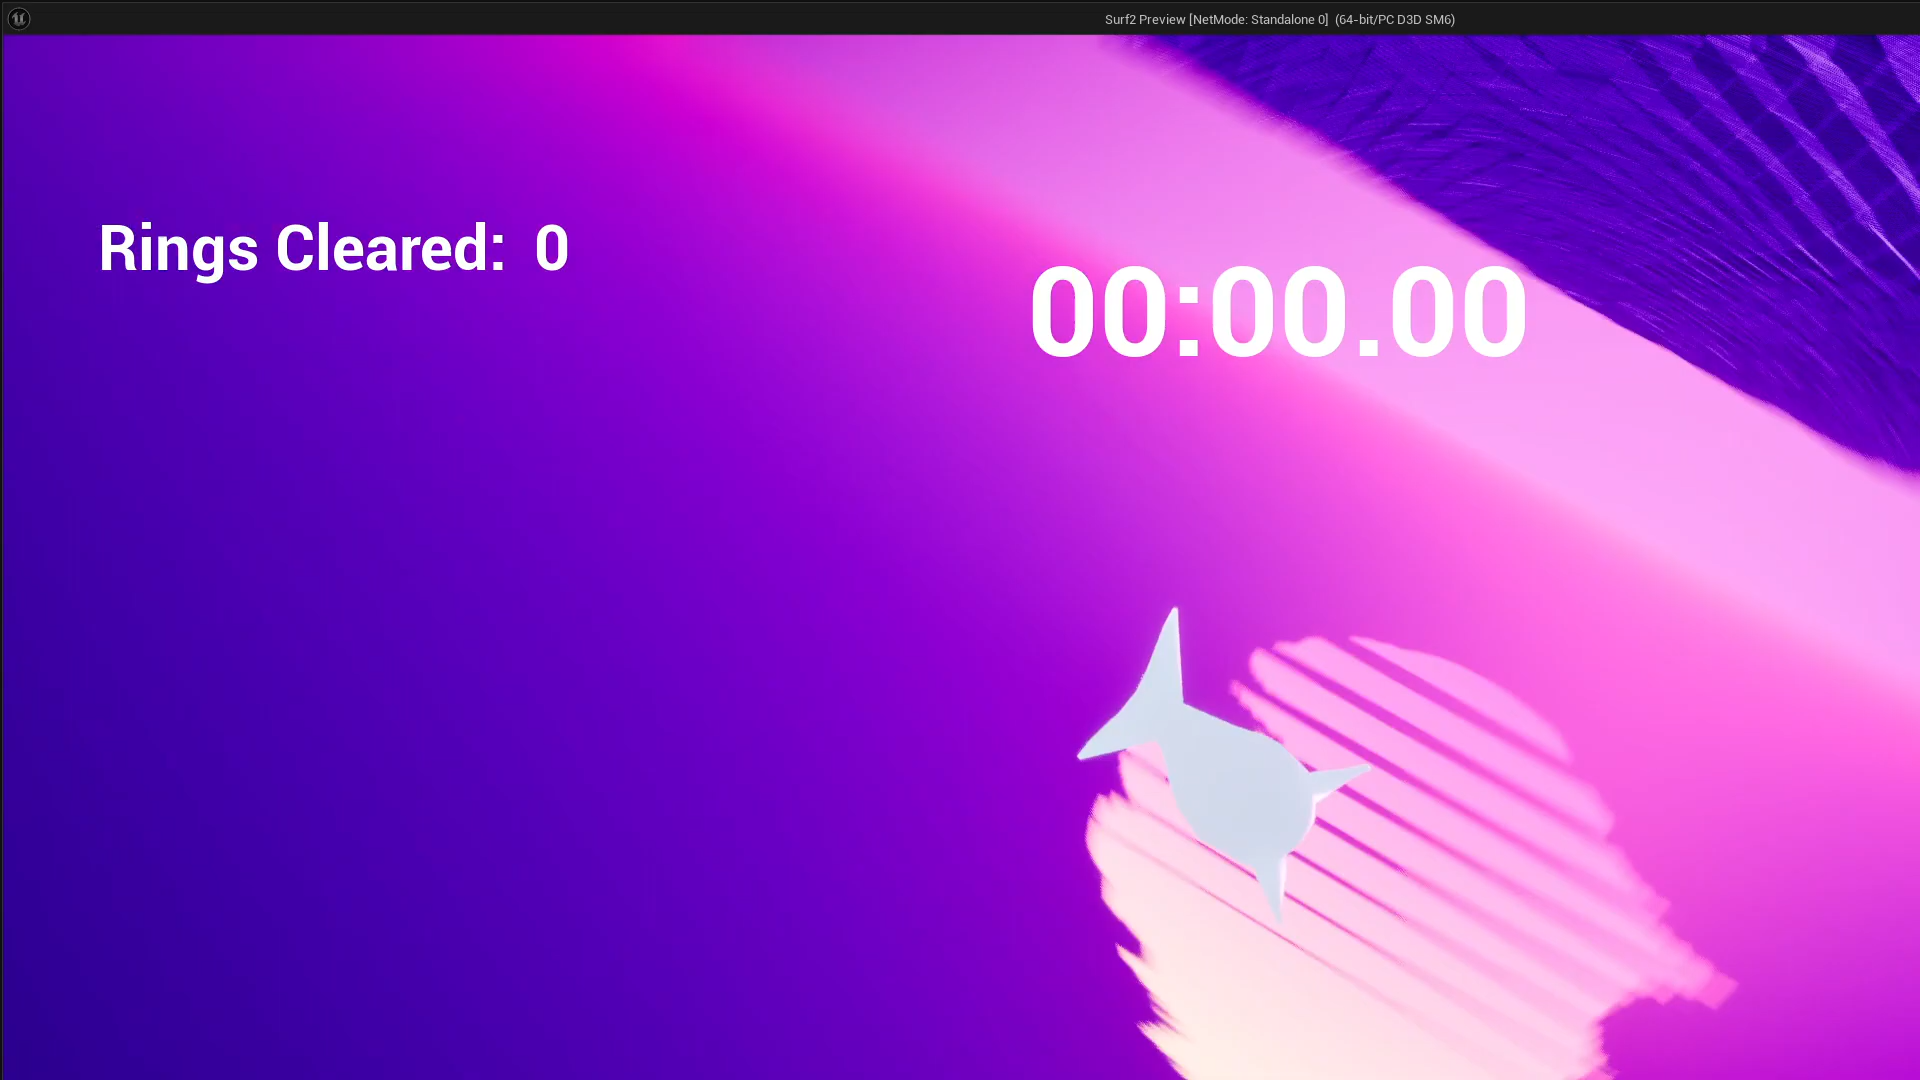 Surf2 Preview [NetMode: Standalone 0] (64-bit/PC D3D SM6)
Rings Cleared: 0
00:00.00